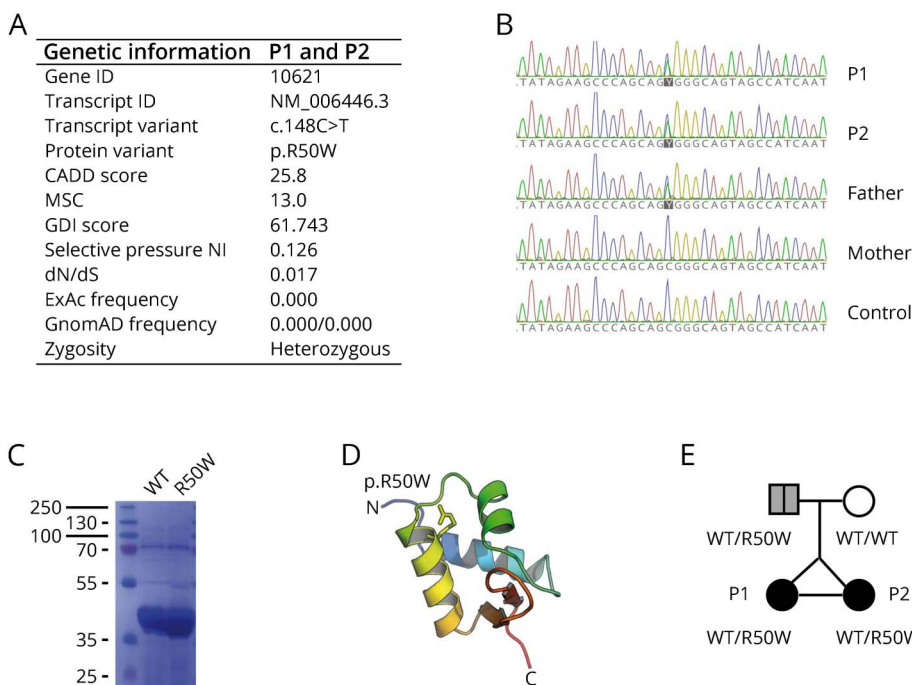 A
Genetic information P1 and P2
Gene ID 10621
Transcript ID NM_006446.3
Transcript variant c.148C>T
Protein variant p.R50W
CADD score 25.8
MSC 13.0
GDI score 61.743
Selective pressure NI 0.126
dN/dS 0.017
ExAc frequency 0.000
GnomAD frequency 0.000/0.000
Zygosity Heterozygous
B
.TATAGAAGCCCAGCAGYGGGCAGTAGCCATCAAT P1
.TATAGAAGCCCAGCAGYGGGCAGTAGCCATCAAT P2
.TATAGAAGCCCAGCAGYGGGCAGTAGCCATCAAT Father
.TATAGAAGCCCAGCAGCGGGCAGTAGCCATCAAT Mother
.TATAGAAGCCCAGCAGCGGGCAGTAGCCATCAAT Control
C
WT R50W
250
130
100
70
55
35
25
D
p.R50W
N
C
E
WT/R50W WT/WT
P1 P2
WT/R50W WT/R50W